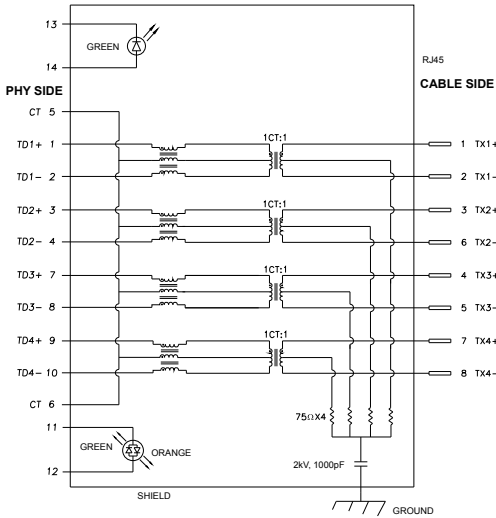 13
GREEN
14
RJ45
PHY SIDE
CABLE SIDE
CT 5
1CT:1
TD1+ 1
1 TX1+
TD1- 2
2 TX1-
1CT:1
TD2+ 3
3 TX2+
TD2- 4
6 TX2-
1CT:1
TD3+ 7
4 TX3+
TD3- 8
5 TX3-
1CT:1
TD4+ 9
7 TX4+
TD4- 10
8 TX4-
CT 6
75ΩX4
11
GREEN
ORANGE
12
2kV, 1000pF
SHIELD
GROUND